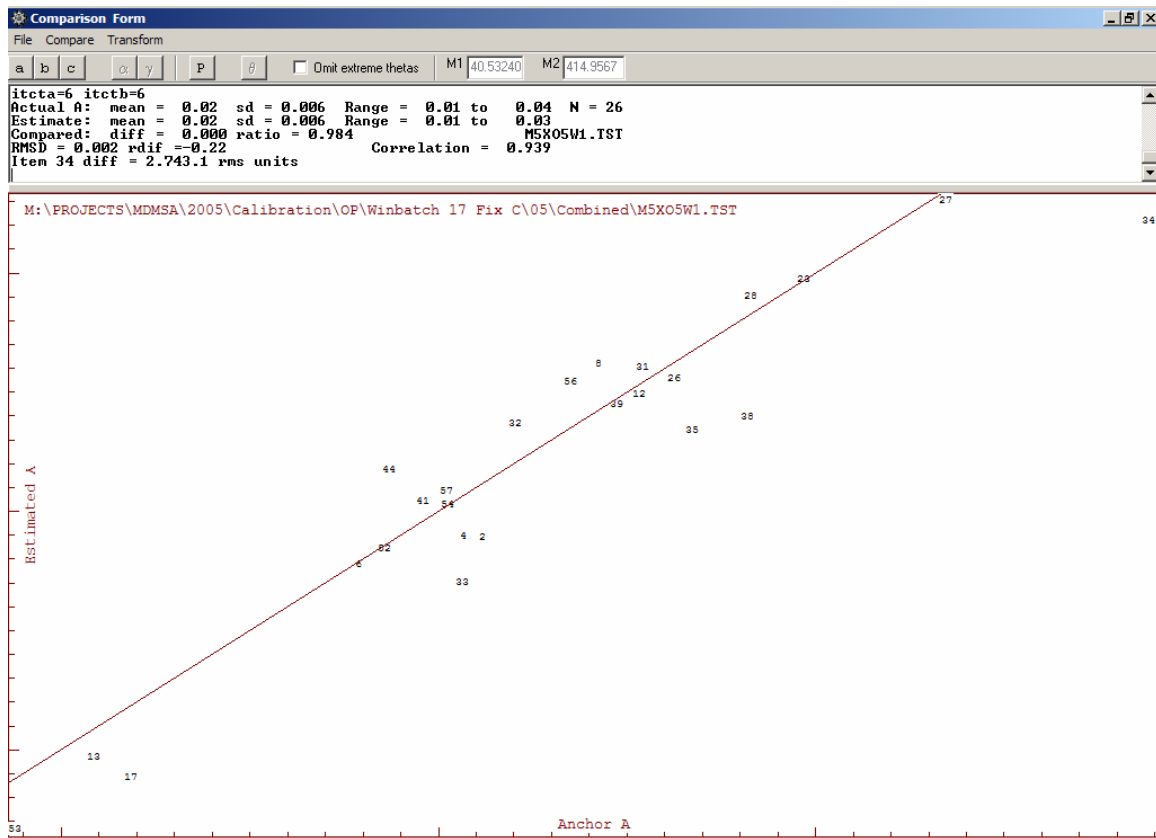 Comparison Form
File Compare Transform
a b c α γ P θ Omit extreme thetas M1 40.53240 M2 414.9567
itcta=6 itctb=6
Actual A: mean = 0.02 sd = 0.006 Range = 0.01 to 0.04 N = 26
Estimate: mean = 0.02 sd = 0.006 Range = 0.01 to 0.03
Compared: diff = 0.000 ratio = 0.984 M5XO5W1.TST
RMSD = 0.002 rdif =-0.22 Correlation = 0.939
Item 34 diff = 2.743.1 rms units
M:\PROJECTS\MDMSA\2005\Calibration\OP\Winbatch 17 Fix C\05\Combined\M5XO5W1.TST
27
34
23
28
8
31
56
26
12
39
38
32
35
44
57
41
54
4 2
52
6
33
13
17
53
Estimated A
Anchor A